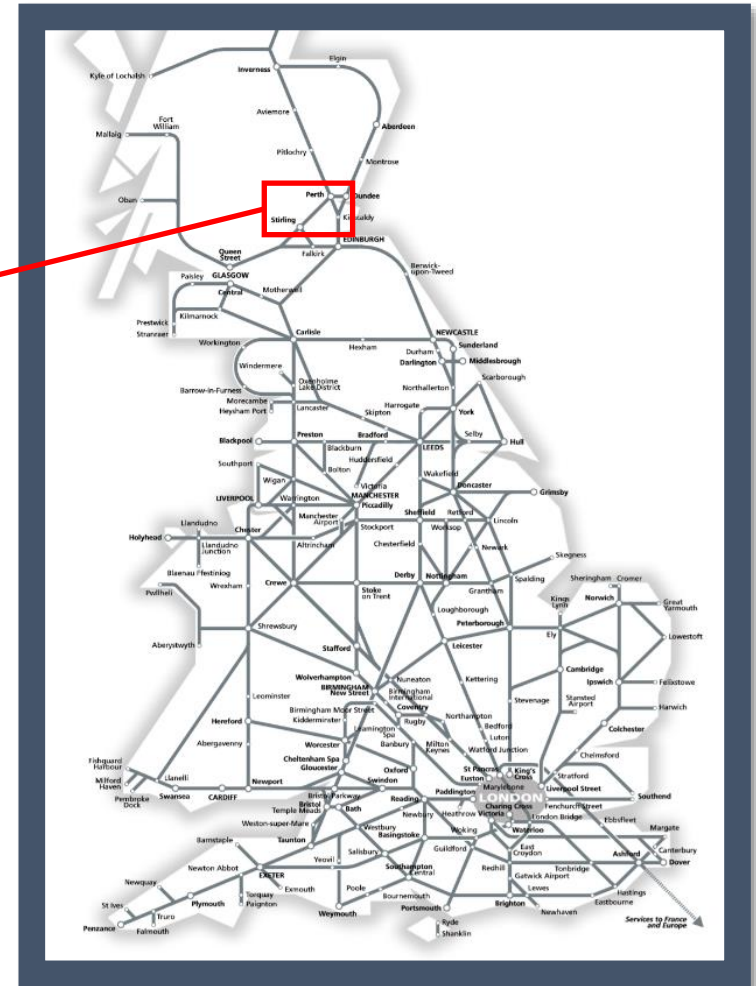 Elgin
Kyle of Lochalsh
Inverness
Aviemore
Fort
William
Mallaig
Aberdeen
Pitlochry
Montrose
Oban
Perth
Dundee
Stirling
EDINBURGH
Queen
Street
Falkirk
Berwick-
upon-Tweed
Paisley
GLASGOW
Central
Motherwell
Prestwick
Kilmarnock
Stranraer
Carlisle
NEWCASTLE
Workington
Hexham
Sunderland
Durham
Darlington
Middlesbrough
Windermere
Oxenholme
Lake District
Scarborough
Barrow-in-Furness
Northallerton
Morecambe
Heysham Port
Lancaster
Harrogate
York
Skipton
Preston
Bradford
Selby
Blackpool
Blackburn
LEEDS
Hull
Huddersfield
Southport
Bolton
Wakefield
Wigan
Victoria
Doncaster
MANCHESTER
Piccadilly
Grimsby
LIVERPOOL
Warrington
Manchester
Airport
Sheffield
Retford
Llandudno
Stockport
Worksop
Lincoln
Holyhead
Chester
Llandudno
Junction
Altrincham
Chesterfield
Newark
Skegness
Blaenau Ffestiniog
Wrexham
Crewe
Stoke
on Trent
Derby
Nottingham
Grantham
Spalding
Sheringham
Cromer
Pwllheli
Kings
Lynn
Norwich
Great
Yarmouth
Loughborough
Shrewsbury
Peterborough
Ely
Lowestoft
Aberystwyth
Stafford
Leicester
Wolverhampton
Nuneaton
Kettering
Cambridge
BIRMINGHAM
New Street
Birmingham
International
Ipswich
Felixstowe
Leominster
Stevenage
Stansted
Airport
Birmingham Moor Street
Coventry
Harwich
Kidderminster
Rugby
Northampton
Hereford
Leamington
Spa
Bedford
Colchester
Abergavenny
Worcester
Banbury
Milton
Keynes
Luton
Watford Junction
Chelmsford
Cheltenham Spa
Gloucester
Fishguard
Harbour
Oxford
St Pancras
Euston
King's
Cross
Stratford
Milford
Haven
Llanelli
Swindon
Marylebone
Liverpool Street
Pembroke
Dock
Swansea
CARDIFF
Newport
Bristol Parkway
Reading
Paddington
LONDON
Southend
Bristol
Temple Meads
Bath
Charing Cross
Fenchurch Street
Newbury
Heathrow
Victoria
London Bridge
Ebbsfleet
Weston-super-Mare
Westbury
Basingstoke
Woking
Waterloo
Margate
Barnstaple
Taunton
Salisbury
Guildford
East
Croydon
Canterbury
Yeovil
Newton Abbot
Southampton
Central
Redhill
Tonbridge
Ashford
Dover
EXETER
Gatwick Airport
Newquay
Exmouth
Poole
Lewes
Hastings
Torquay
Paignton
Bournemouth
Eastbourne
St Ives
Plymouth
Portsmouth
Brighton
Newhaven
Truro
Weymouth
Penzance
Falmouth
Ryde
Shanklin
Services to France
and Europe